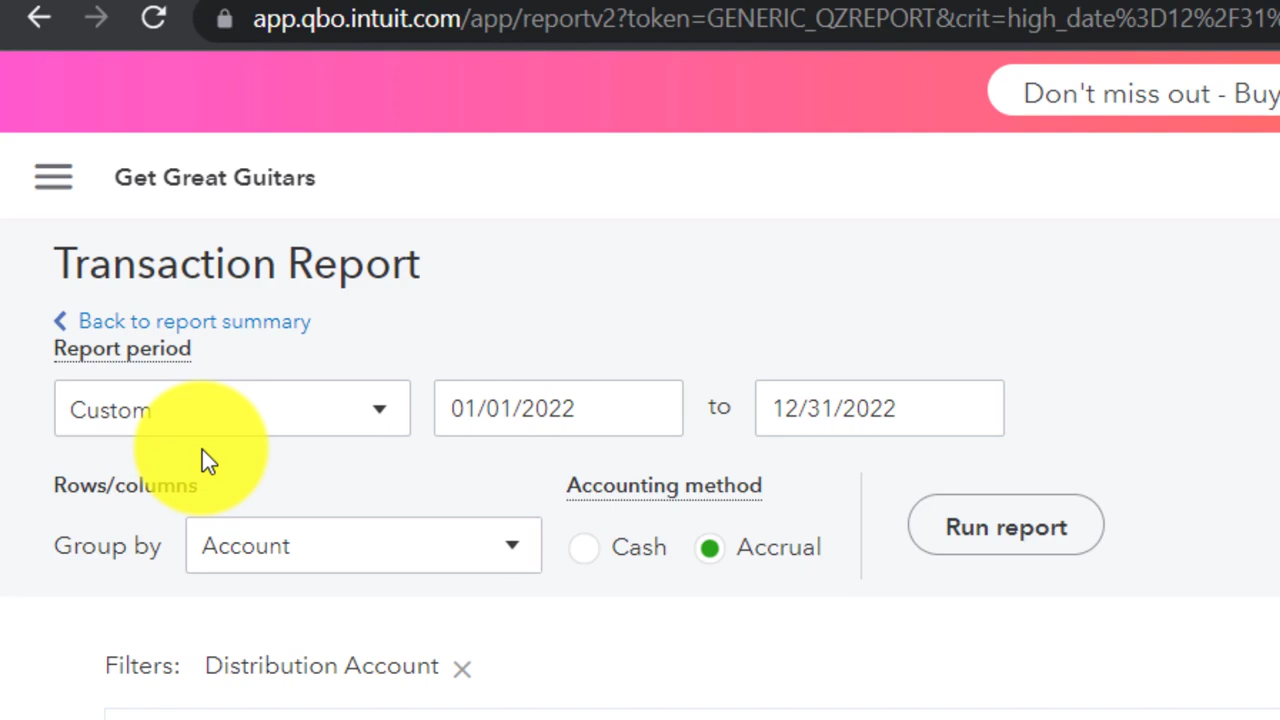 app.qbo.intuit.com/app/reportv2?token=GENERIC_QZREPORT&crit=high_date%3D12%2F31%
Don't miss out - Buy
Get Great Guitars
Transaction Report
Back to report summary
Report period
Custom 01/01/2022 to 12/31/2022
Rows/columns Accounting method
Group by Account Cash Accrual Run report
Filters: Distribution Account